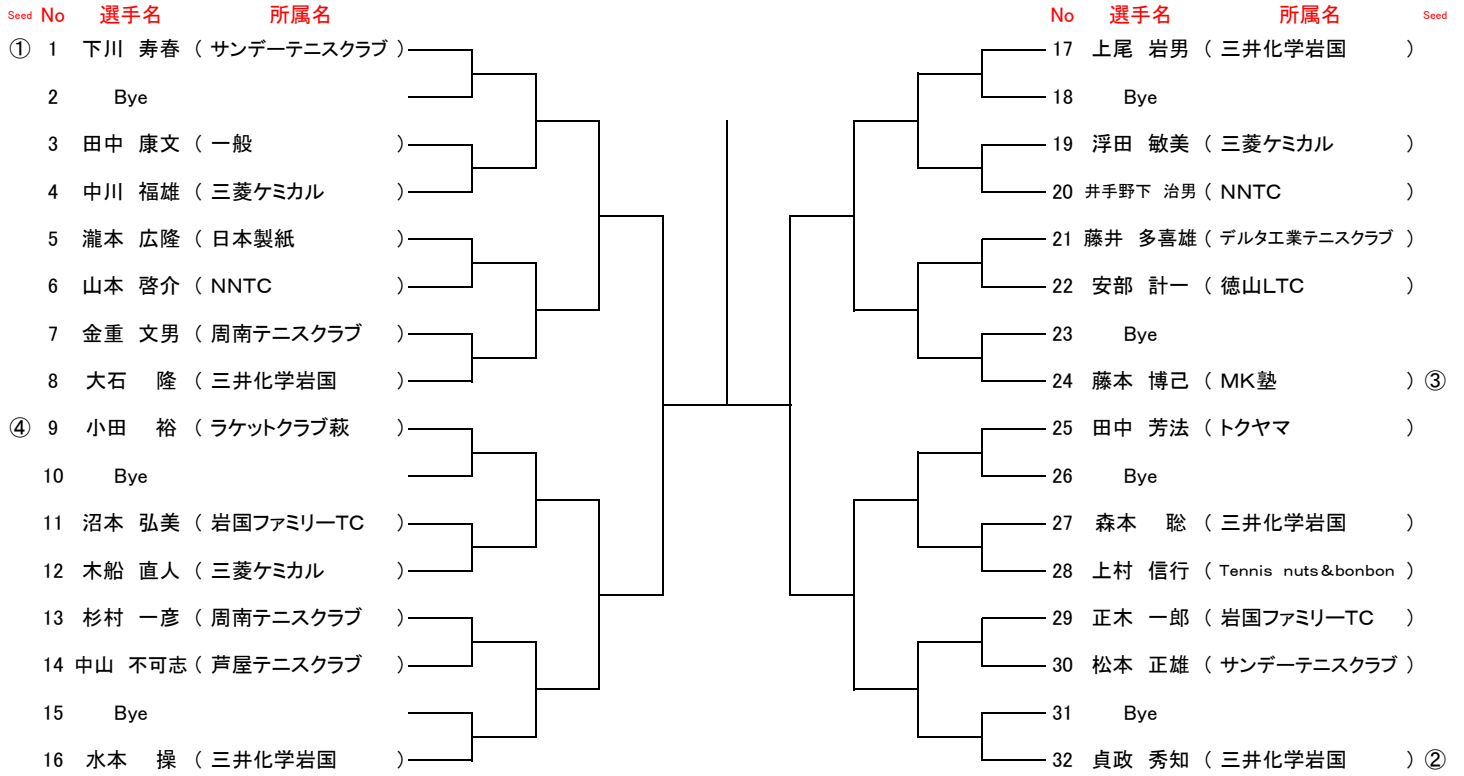 Seed No 選手名 所属名
① 1 下川 寿春 ( サンデーテニスクラブ )
2 Bye
3 田中 康文 ( 一般 )
4 中川 福雄 ( 三菱ケミカル )
5 瀧本 広隆 ( 日本製紙 )
6 山本 啓介 ( NNTC )
7 金重 文男 ( 周南テニスクラブ )
8 大石 隆 ( 三井化学岩国 )
④ 9 小田 裕 ( ラケットクラブ萩 )
10 Bye
11 沼本 弘美 ( 岩国ファミリーTC )
12 木船 直人 ( 三菱ケミカル )
13 杉村 一彦 ( 周南テニスクラブ )
14 中山 不可志 ( 芦屋テニスクラブ )
15 Bye
16 水本 操 ( 三井化学岩国 )
No 選手名 所属名 Seed
17 上尾 岩男 ( 三井化学岩国 )
18 Bye
19 浮田 敏美 ( 三菱ケミカル )
20 井手野下 治男 ( NNTC )
21 藤井 多喜雄 ( デルタ工業テニスクラブ )
22 安部 計一 ( 徳山LTC )
23 Bye
24 藤本 博己 ( MK塾 ) ③
25 田中 芳法 ( トクヤマ )
26 Bye
27 森本 聡 ( 三井化学岩国 )
28 上村 信行 ( Tennis nuts&bonbon )
29 正木 一郎 ( 岩国ファミリーTC )
30 松本 正雄 ( サンデーテニスクラブ )
31 Bye
32 貞政 秀知 ( 三井化学岩国 ) ②